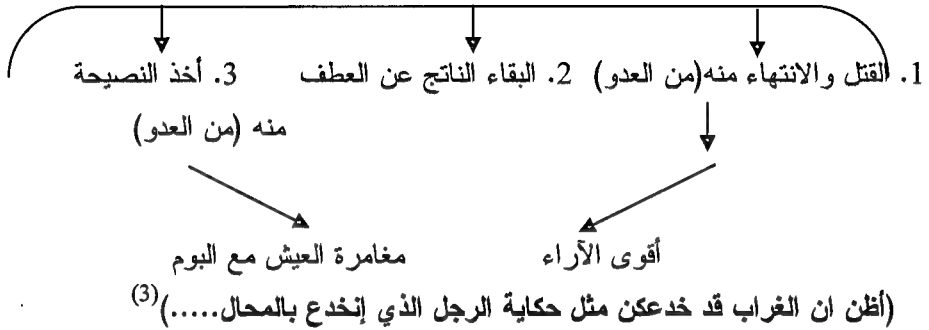 1. القتل والانتهاء منه(من العدو) 2. البقاء الناتج عن العطف 3. أخذ النصيحة
منه (من العدو)
أقوى الآراء مغامرة العيش مع البوم
(أظن ان الغراب قد خدعكن مثل حكاية الرجل الذي إنخدع بالمحال.....)(3)